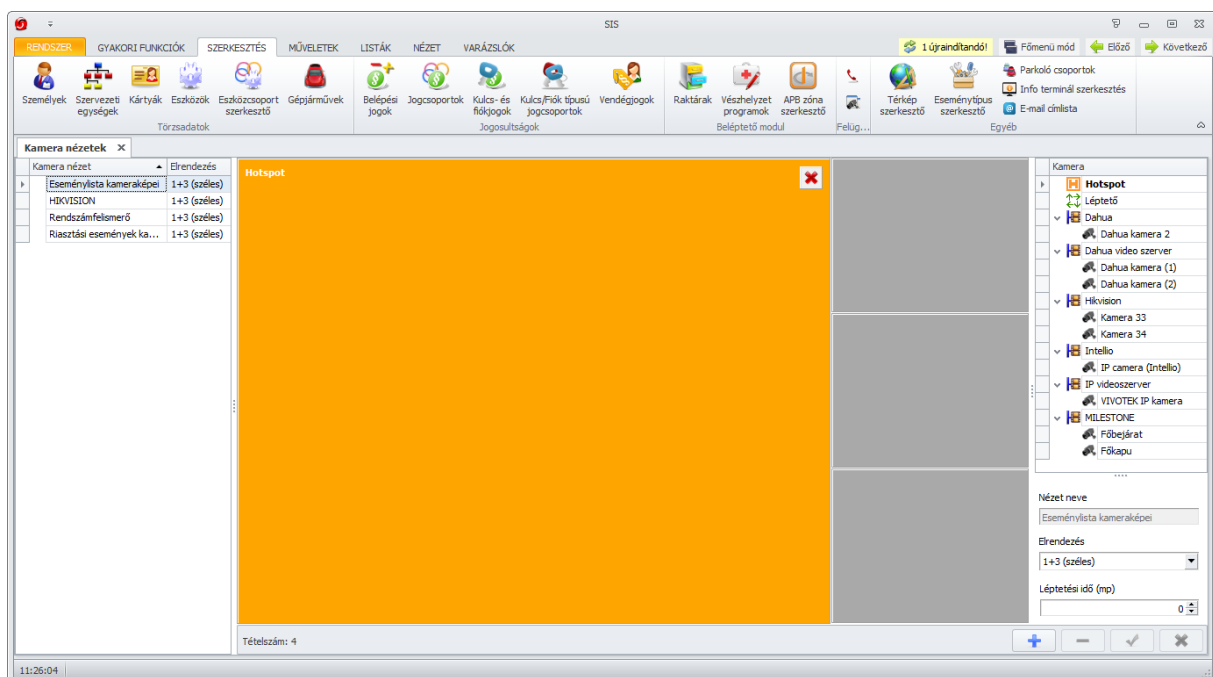 SIS
RENDSZER GYAKORI FUNKCIÓK SZERKESZTÉS MŰVELETEK LISTÁK NÉZET VARÁZSLÓK 1 újraindítandó! Főmenü mód Előző Következő
Személyek Szervezeti egységek Kártyák Eszközök Eszközcsoport szerkesztő Gépjárművek
Törzsadatok
Belépési jogok Jogcsoportok Kulcs- és fiókjogok Kulcs/Fiók típusú jogcsoportok Vendégjogok
Jogosultságok
Raktárak Vészhelyzet programok APB zóna szerkesztő
Beléptető modul
Felüg...
Térkép szerkesztő Eseménytípus szerkesztő
Parkoló csoportok
Info terminál szerkesztés
E-mail címlista
Egyéb
Kamera nézetek
Kamera nézet Elrendezés
Eseménylista kameraképei 1+3 (széles)
HIKVISION 1+3 (széles)
Rendszámfelismerő 1+3 (széles)
Riasztási események ka... 1+3 (széles)
Hotspot
Kamera
Hotspot
Léptető
Dahua
Dahua kamera 2
Dahua video szerver
Dahua kamera (1)
Dahua kamera (2)
Hikvision
Kamera 33
Kamera 34
Intellio
IP camera (Intellio)
IP videoszerver
VIVOTEK IP kamera
MILESTONE
Főbejárat
Főkapu
Nézet neve
Eseménylista kameraképei
Elrendezés
1+3 (széles)
Léptetési idő (mp)
0
Tételszám: 4
11:26:04